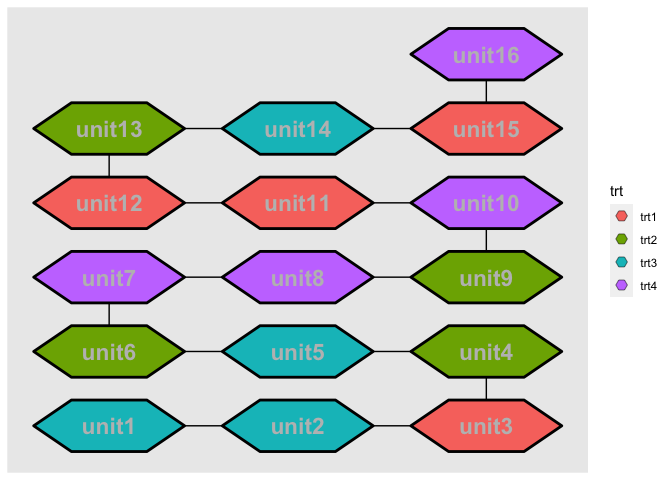 unit16
unit13 unit14 unit15
unit12 unit11 unit10
unit7 unit8 unit9
unit6 unit5 unit4
unit1 unit2 unit3
trt
trt1
trt2
trt3
trt4